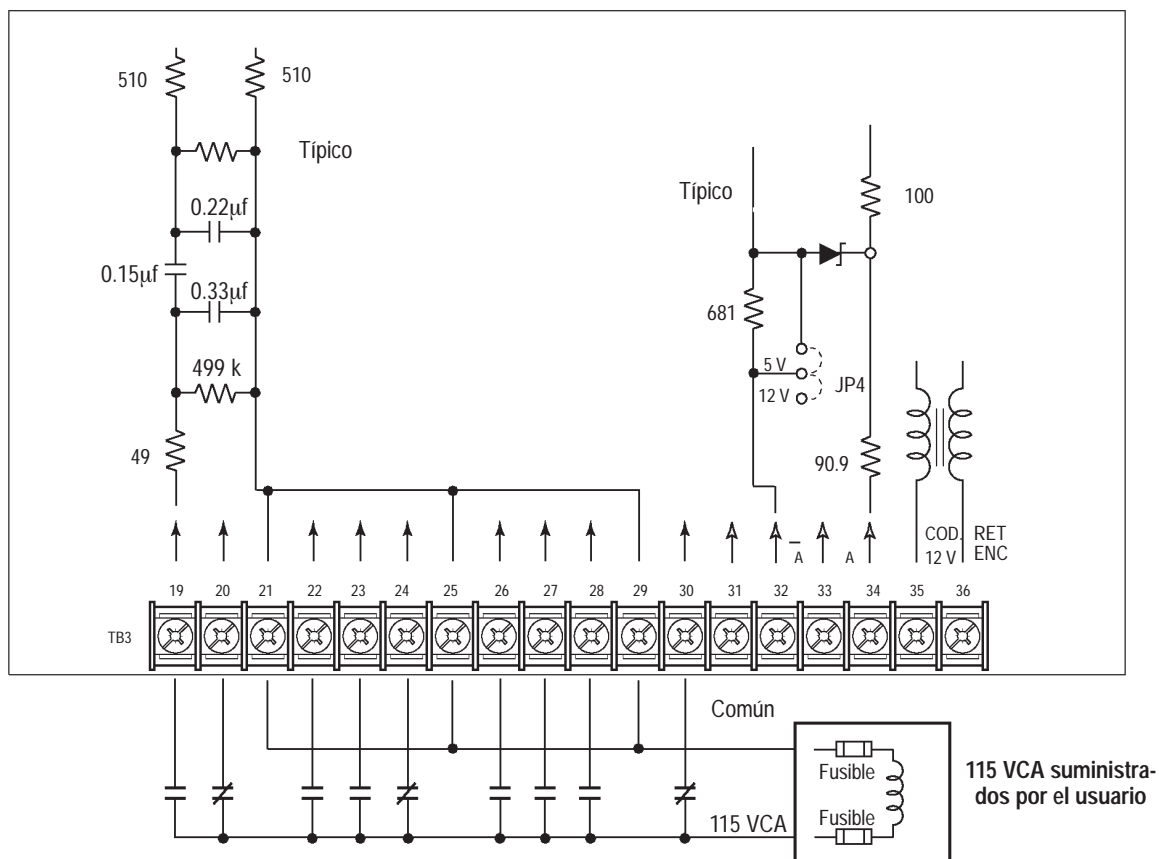 510
510
Típico
0.22µf
0.15µf
0.33µf
499 k
49
Típico
100
681
5 V
JP4
12 V
90.9
A
A
COD. RET
12 V ENC
19 20 21 22 23 24 25 26 27 28 29 30 31 32 33 34 35 36
TB3
Común
115 VCA
Fusible
Fusible
115 VCA suministra-
dos por el usuario